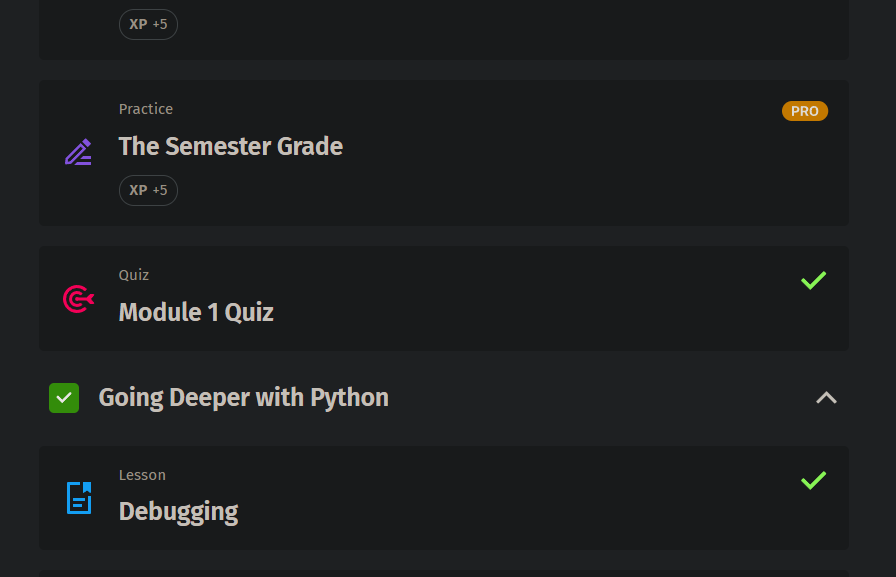 XP +5
Practice
PRO
The Semester Grade
XP +5
Quiz
Module 1 Quiz
Going Deeper with Python
Lesson
Debugging